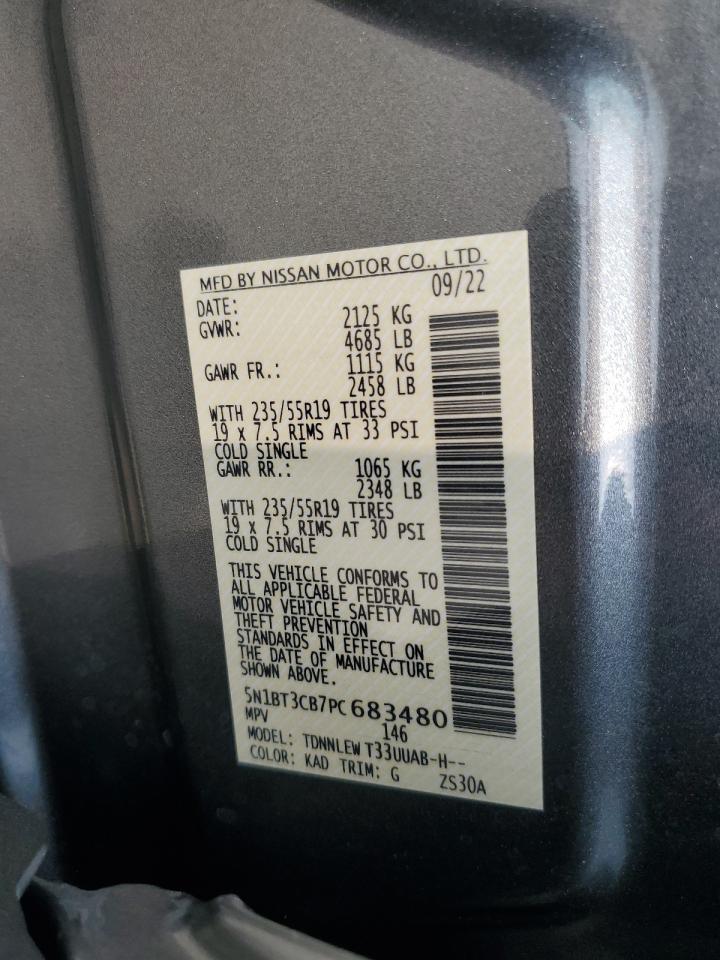 MFD BY NISSAN MOTOR CO., LTD.
DATE: 09/22
GVWR: 2125 KG
4685 LB
GAWR FR.: 1115 KG
2458 LB
WITH 235/55R19 TIRES
19 x 7.5 RIMS AT 33 PSI
COLD SINGLE
GAWR RR.: 1065 KG
2348 LB
WITH 235/55R19 TIRES
19 x 7.5 RIMS AT 30 PSI
COLD SINGLE
THIS VEHICLE CONFORMS TO
ALL APPLICABLE FEDERAL
MOTOR VEHICLE SAFETY AND
THEFT PREVENTION
STANDARDS IN EFFECT ON
THE DATE OF MANUFACTURE
SHOWN ABOVE.
5N1BT3CB7PC683480
MPV 146
MODEL: TDNNLEW T33UUAB-H--
COLOR: KAD TRIM: G ZS30A